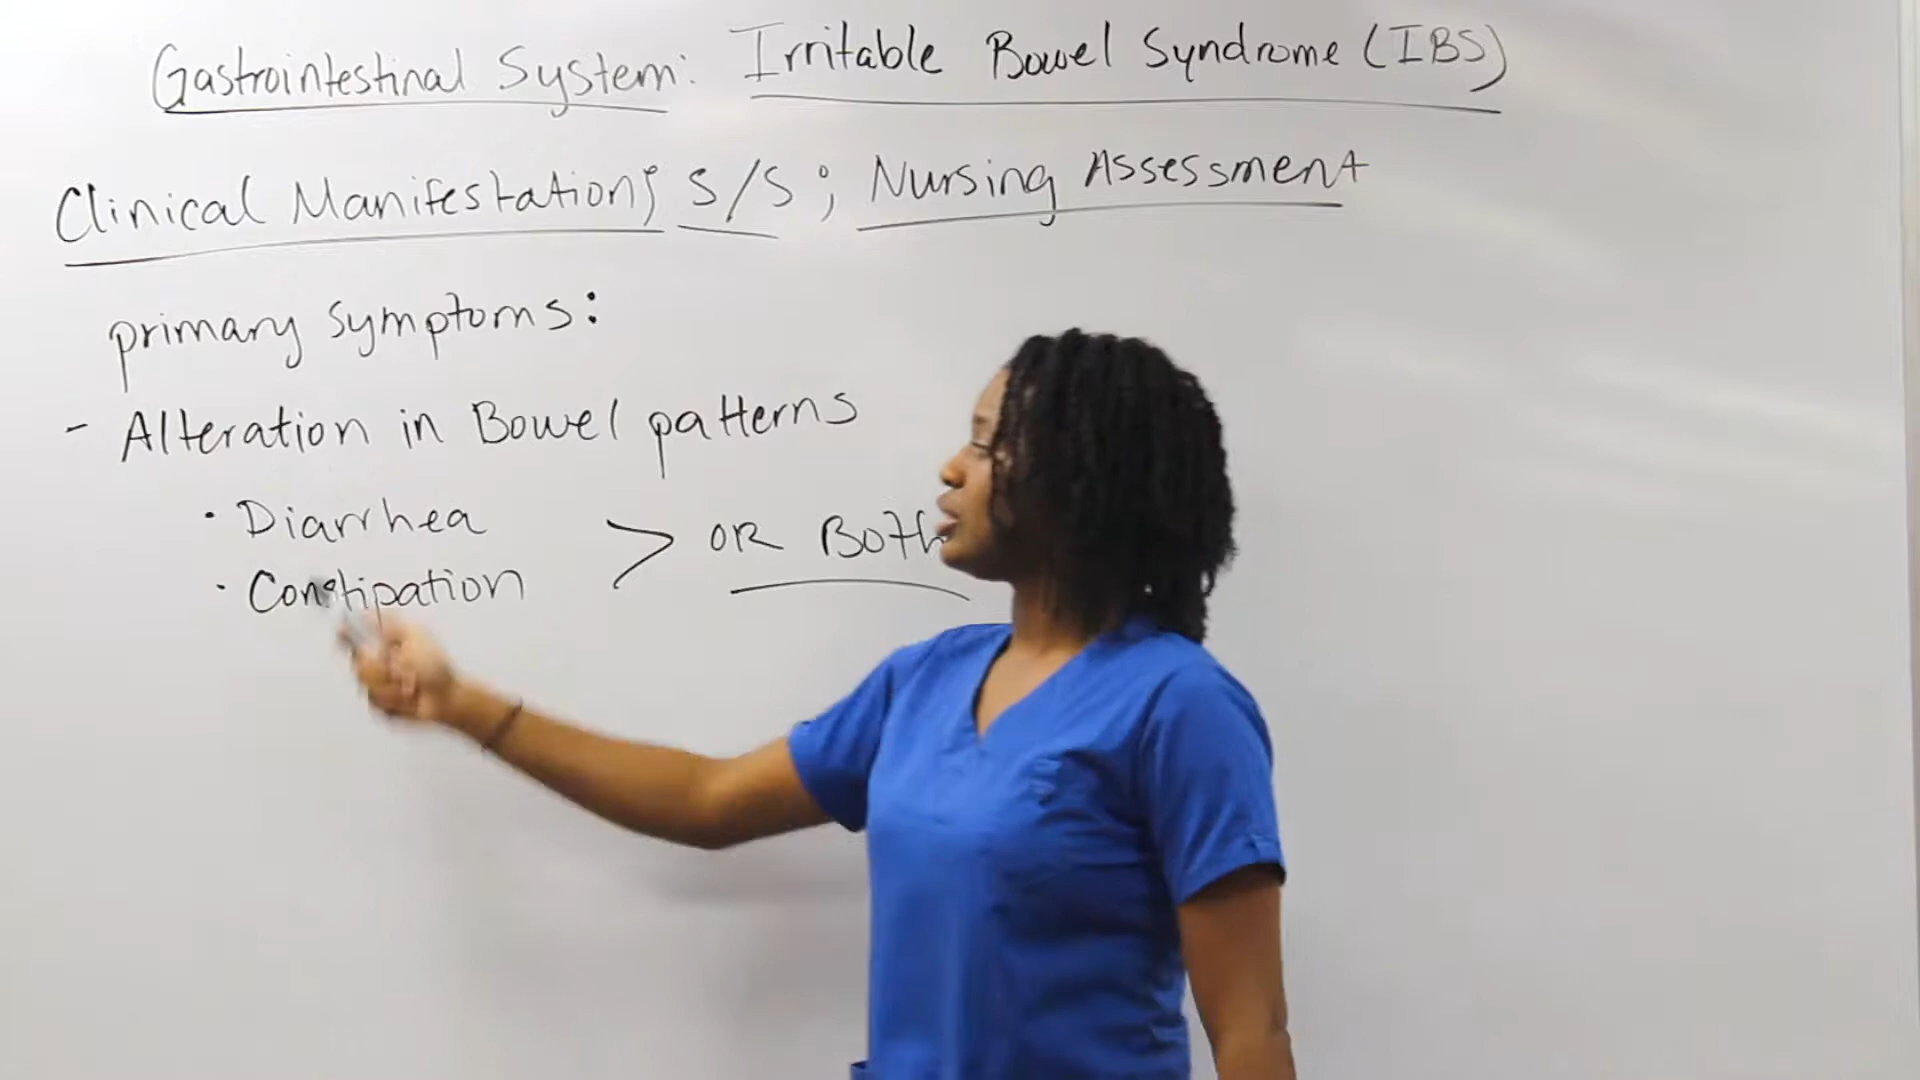 Gastrointestinal System: Irritable Bowel Syndrome (IBS)
Clinical Manifestation; S/S; Nursing Assessment
primary symptoms:
- Alteration in Bowel patterns
• Diarrhea
• Constipation
> OR Both